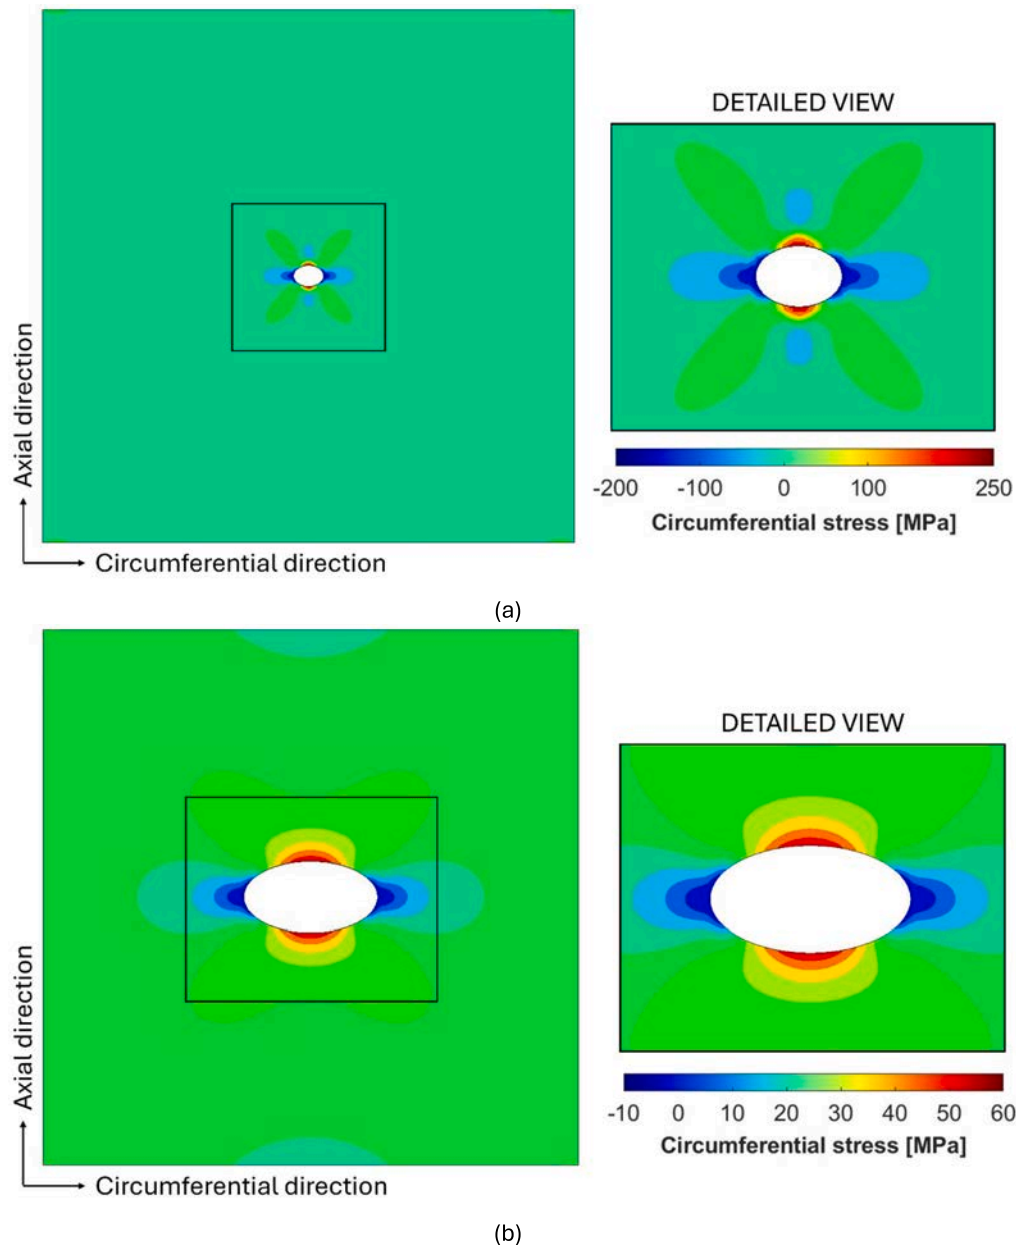 DETAILED VIEW
Axial direction
-200 -100 0 100 250
Circumferential stress [MPa]
Circumferential direction
(a)
DETAILED VIEW
Axial direction
-10 0 10 20 30 40 50 60
Circumferential stress [MPa]
Circumferential direction
(b)